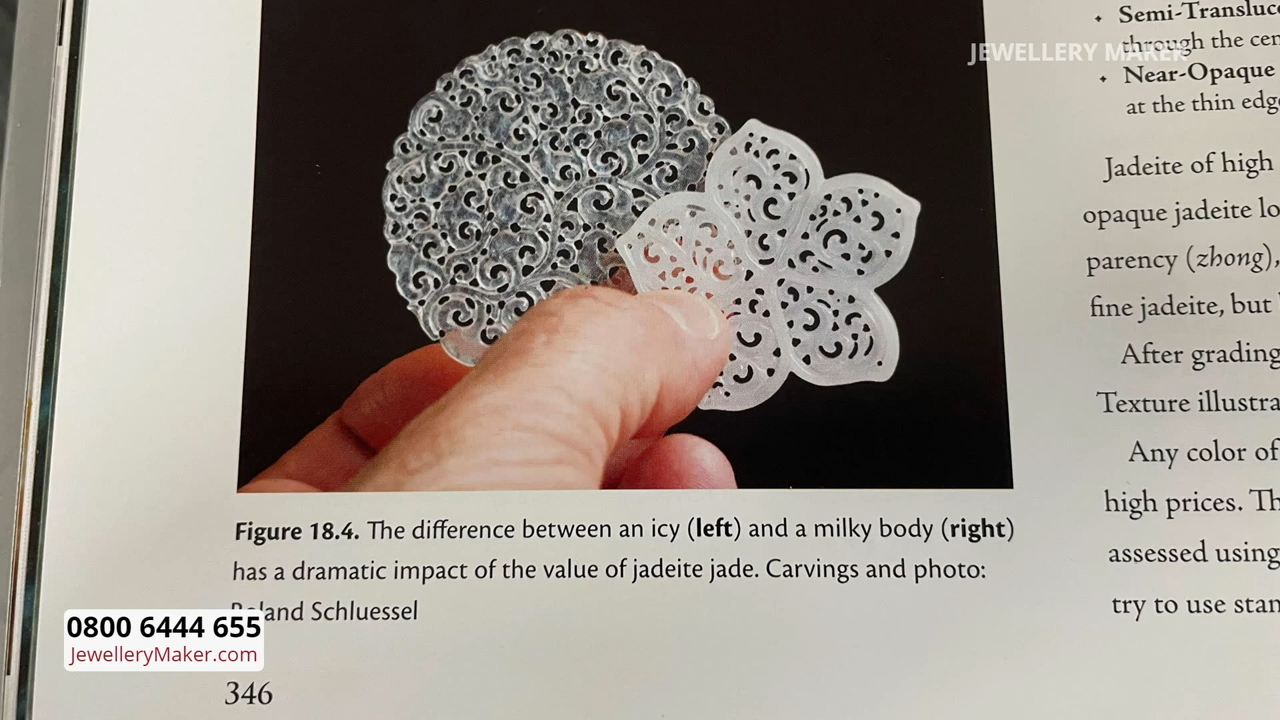 JEWELLERY MAKER
Semi-Transluc
through the cen
Near-Opaque
at the thin edg
Jadeite of high
opaque jadeite lo
parency (zhong),
fine jadeite, but
After grading
Texture illustra
Any color of
high prices. Th
assessed using
try to use stan
Figure 18.4. The difference between an icy (left) and a milky body (right)
has a dramatic impact of the value of jadeite jade. Carvings and photo:
Roland Schluessel
0800 6444 655
JewelleryMaker.com
346